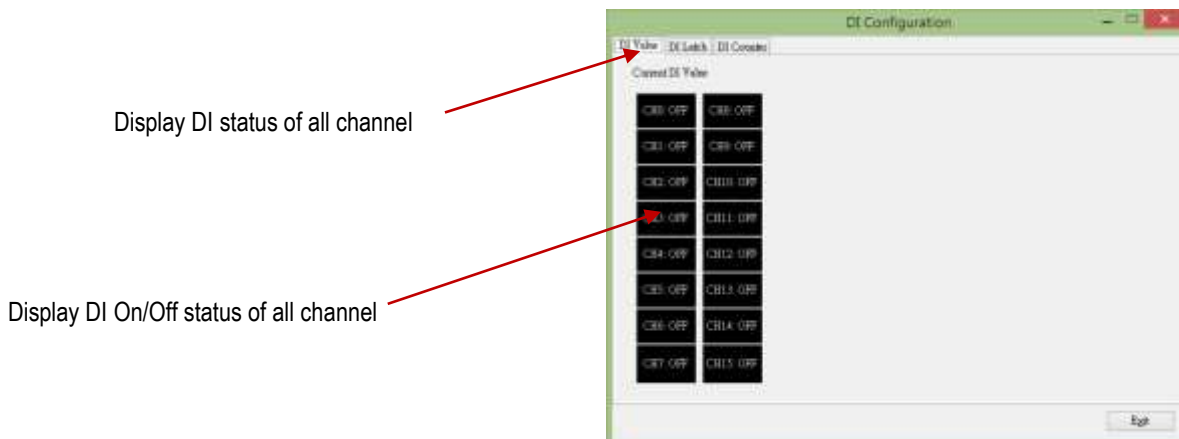 DI Configuration
DI Value DI Latch DI Counter
Current DI Value
Display DI status of all channel
CH0: OFF CH8: OFF
CH1: OFF CH9: OFF
CH2: OFF CH10: OFF
OFF CH11: OFF
CH4: OFF CH12: OFF
Display DI On/Off status of all channel
CH5: OFF CH13: OFF
CH6: OFF CH14: OFF
CH7: OFF CH15: OFF
Exit